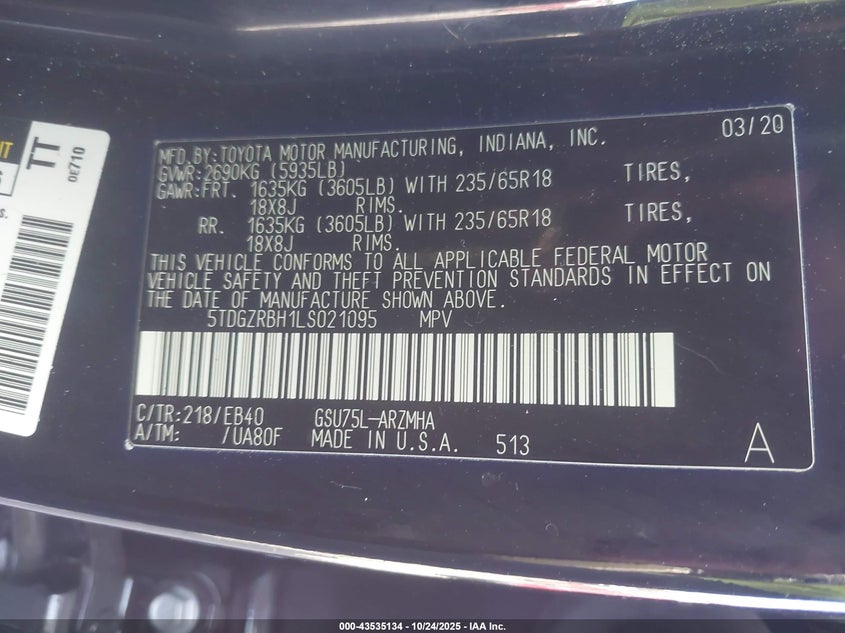 MFD.BY:TOYOTA MOTOR MANUFACTURING, INDIANA, INC. 03/20
GVWR:2690KG (5935LB)
GAWR:FRT. 1635KG (3605LB) WITH 235/65R18 TIRES,
18X8J RIMS.
RR. 1635KG (3605LB) WITH 235/65R18 TIRES,
18X8J RIMS.
THIS VEHICLE CONFORMS TO ALL APPLICABLE FEDERAL MOTOR
VEHICLE SAFETY AND THEFT PREVENTION STANDARDS IN EFFECT ON
THE DATE OF MANUFACTURE SHOWN ABOVE.
5TDGZRBH1LS021095 MPV
C/TR:218/EB40 GSU75L-ARZMHA
A/TM: /UA80F MADE IN U.S.A. 513 A
TT
0E710
000-43535134 - 10/24/2025 - IAA Inc.